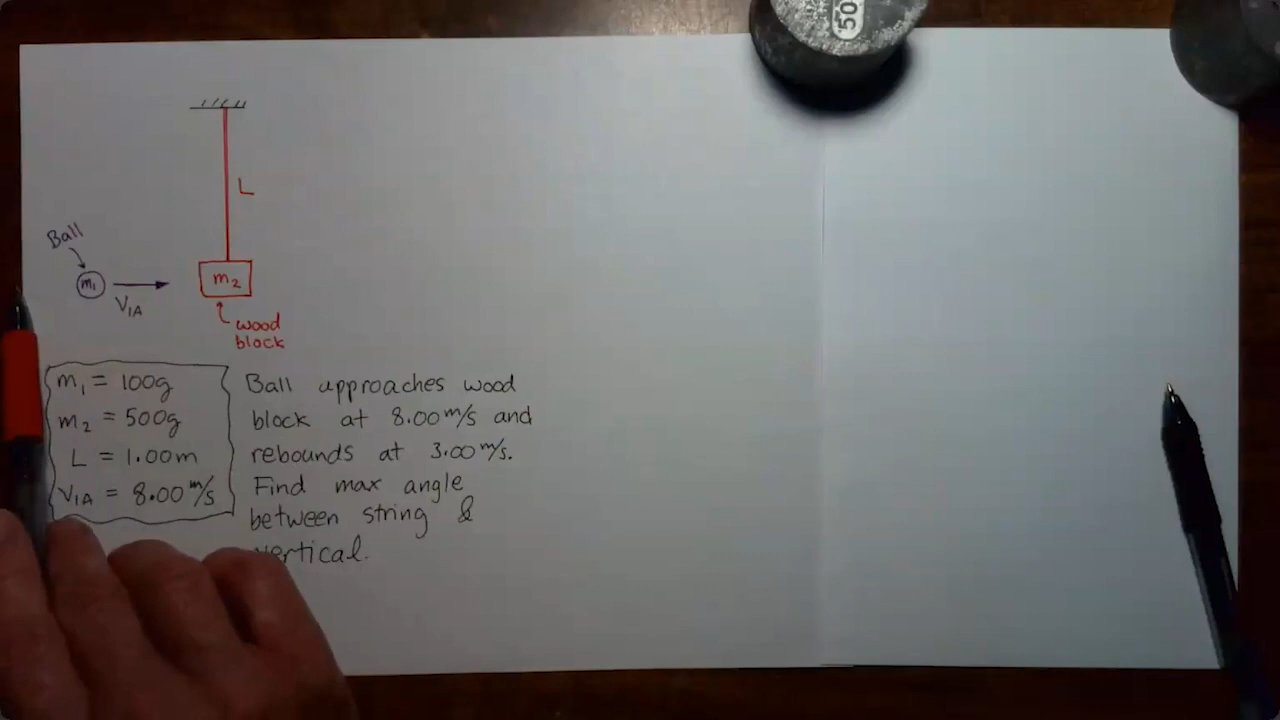 50
L
Ball
m₁
V₁A
m₂
wood
block
m₁ = 100g
m₂ = 500g
L = 1.00m
V₁A = 8.00 m/s
Ball approaches wood
block at 8.00 m/s and
rebounds at 3.00 m/s.
Find max angle
between string &
vertical.